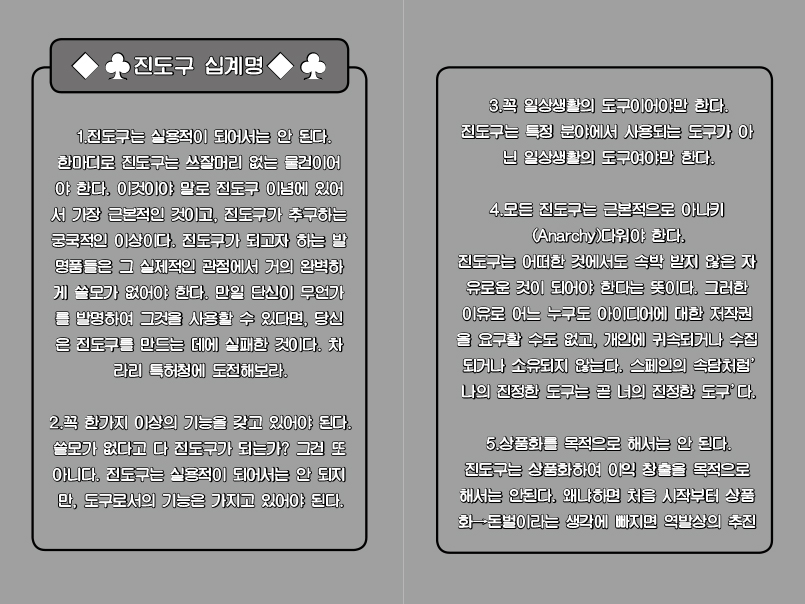 ◆♣진도구 십계명◆♣
1.진도구는 실용적이 되어서는 안 된다.
한마디로 진도구는 쓰잘머리 없는 물건이어
야 한다. 이것이야 말로 진도구 이념에 있어
서 가장 근본적인 것이고, 진도구가 추구하는
궁극적인 이상이다. 진도구가 되고자 하는 발
명품들은 그 실제적인 관점에서 거의 완벽하
게 쓸모가 없어야 한다. 만일 단신이 무언가
를 발명하여 그것을 사용할 수 있다면, 당신
은 진도구를 만드는 데에 실패한 것이다. 차
라리 특허청에 도전해보라.
2.꼭 한가지 이상의 기능을 갖고 있어야 된다.
쓸모가 없다고 다 진도구가 되는가? 그건 또
아니다. 진도구는 실용적이 되어서는 안 되지
만, 도구로서의 기능은 가지고 있어야 된다.
3.꼭 일상생활의 도구이어야만 한다.
진도구는 특정 분야에서 사용되는 도구가 아
닌 일상생활의 도구여야만 한다.
4.모든 진도구는 근본적으로 아나키
(Anarchy)다워야 한다.
진도구는 어떠한 것에서도 속박 받지 않은 자
유로운 것이 되어야 한다는 뜻이다. 그러한
이유로 어느 누구도 아이디어에 대한 저작권
을 요구할 수도 없고, 개인에 귀속되거나 수집
되거나 소유되지 않는다. 스페인의 속담처럼'
나의 진정한 도구는 곧 너의 진정한 도구'다.
5.상품화를 목적으로 해서는 안 된다.
진도구는 상품화하여 이익 창출을 목적으로
해서는 안된다. 왜냐하면 처음 시작부터 상품
화→돈벌이라는 생각에 빠지면 역발상의 추진